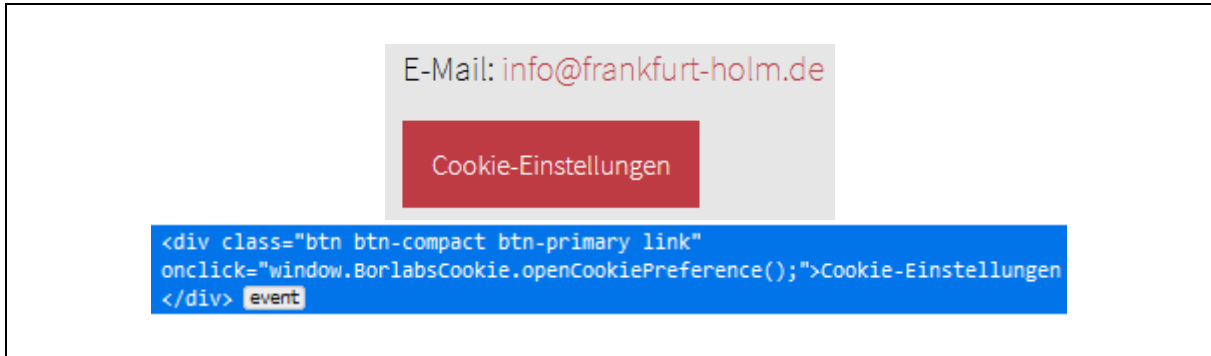 E-Mail: info@frankfurt-holm.de
Cookie-Einstellungen
<div class="btn btn-compact btn-primary link"
onclick="window.BorlabsCookie.openCookiePreference();">Cookie-Einstellungen
</div> event